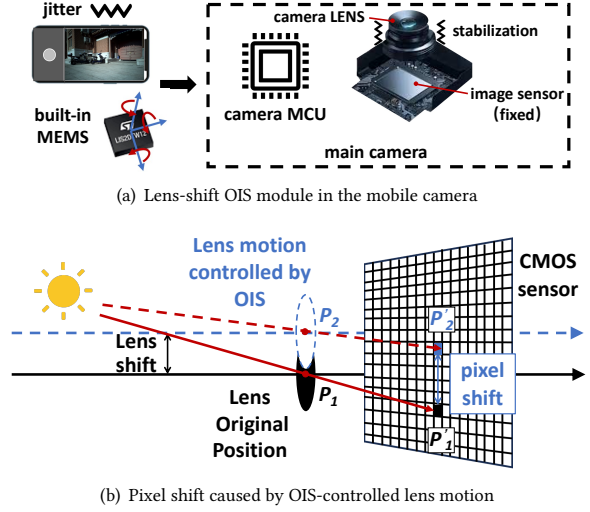 jitter
camera LENS
stabilization
built-in
MEMS
camera MCU
image sensor
(fixed)
main camera
(a) Lens-shift OIS module in the mobile camera
Lens motion
controlled by
OIS
CMOS
sensor
P2
P'2
Lens
shift
pixel
shift
P1
Lens
Original
Position
P'1
(b) Pixel shift caused by OIS-controlled lens motion